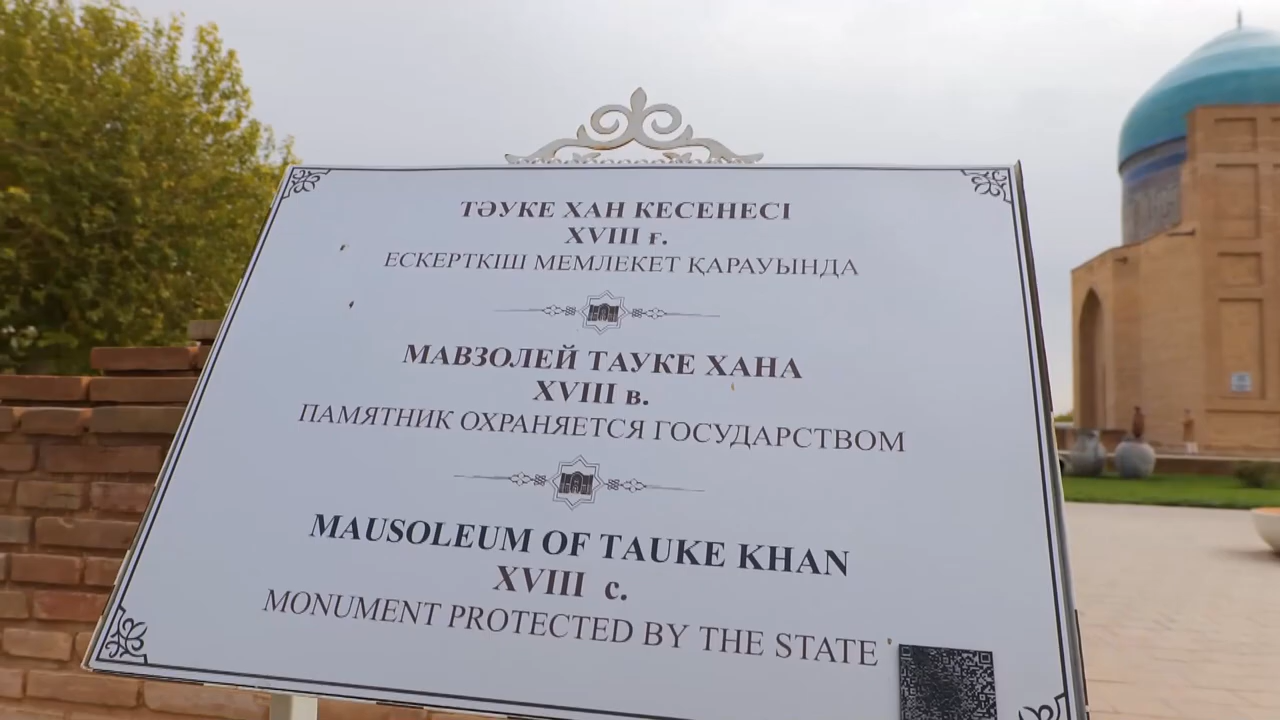 ТӘУКЕ ХАН КЕСЕНЕСІ
XVIII ғ.
ЕСКЕРТКІШ МЕМЛЕКЕТ ҚАРАУЫНДА
МАВЗОЛЕЙ ТАУКЕ ХАНА
XVIII в.
ПАМЯТНИК ОХРАНЯЕТСЯ ГОСУДАРСТВОМ
MAUSOLEUM OF TAUKE KHAN
XVIII c.
MONUMENT PROTECTED BY THE STATE